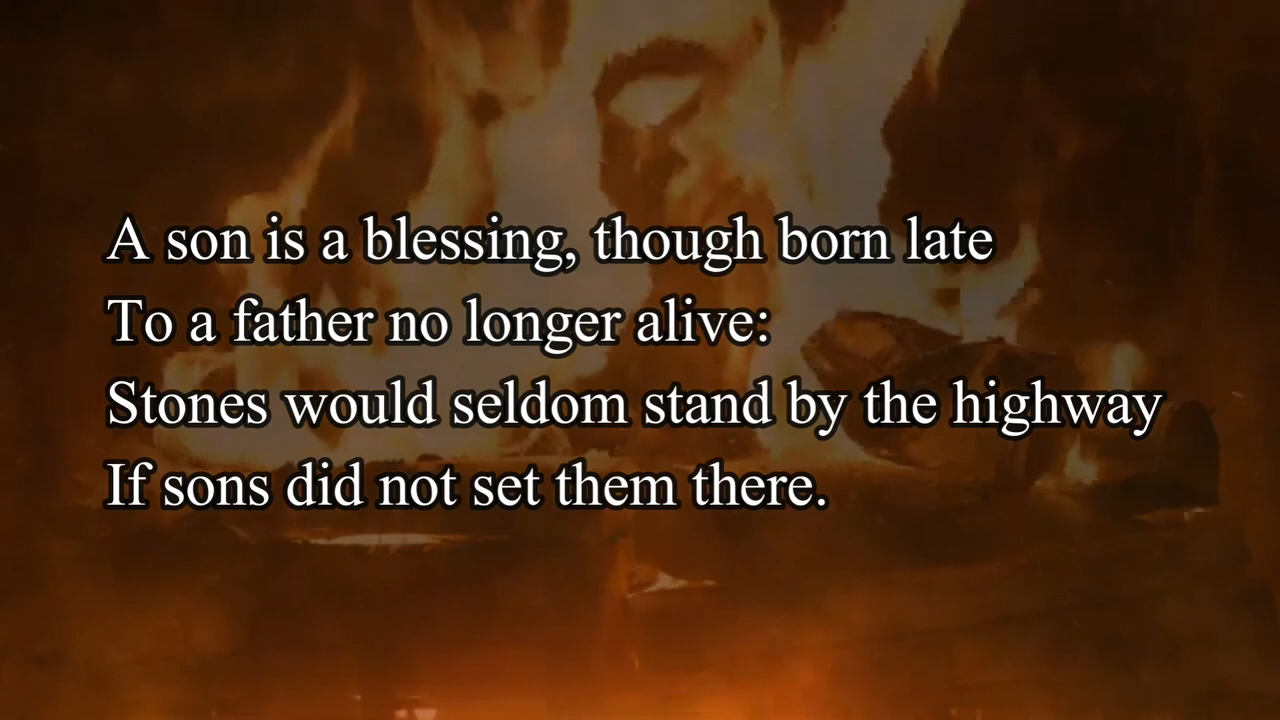 A son is a blessing, though born late
To a father no longer alive:
Stones would seldom stand by the highway
If sons did not set them there.